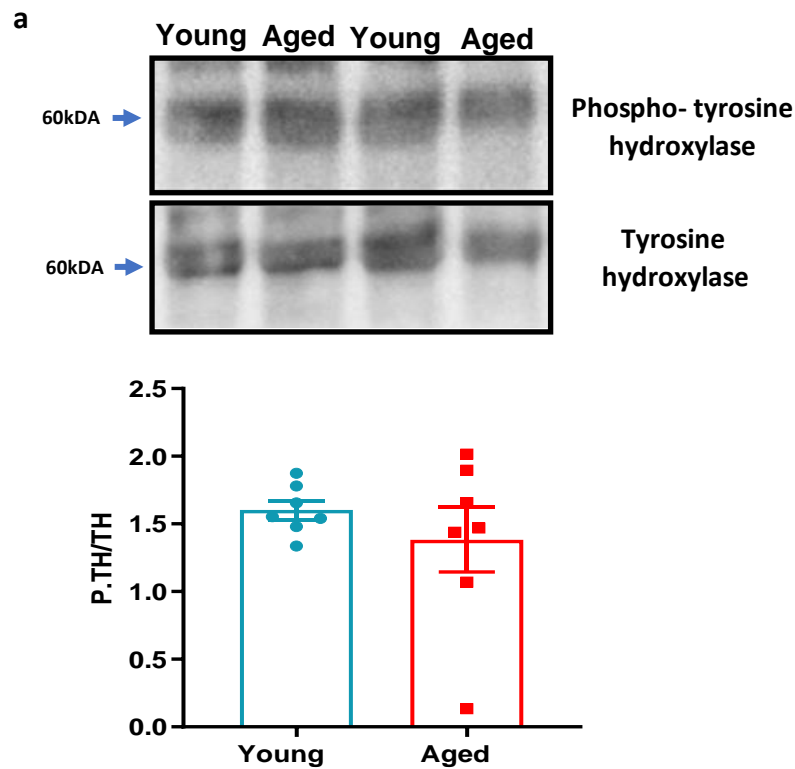 a
Young Aged Young Aged
60kDA
Phospho- tyrosine
hydroxylase
60kDA
Tyrosine
hydroxylase
2.5
2.0
1.5
1.0
0.5
0.0
P.TH/TH
Young Aged